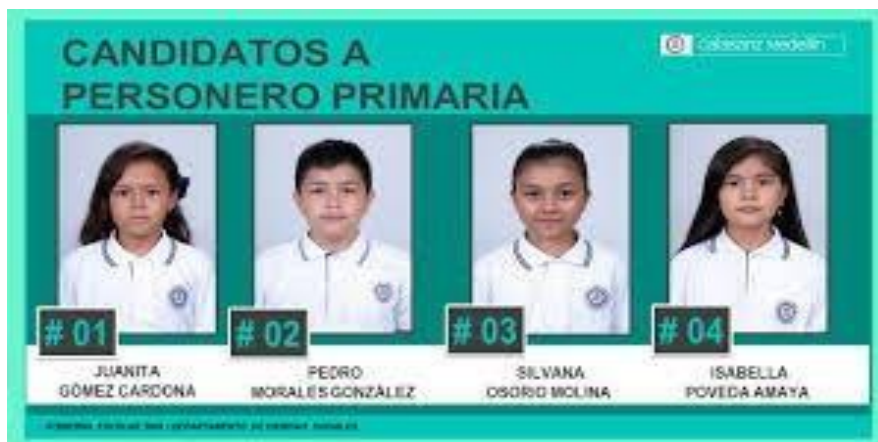 CANDIDATOS A
PERSONERO PRIMARIA
Calasanz Medellín
# 01
# 02
# 03
# 04
JUANITA
GÓMEZ CARDONA
PEDRO
MORALES GONZÁLEZ
SILVANA
OSORIO MOLINA
ISABELLA
POVEDA AMAYA